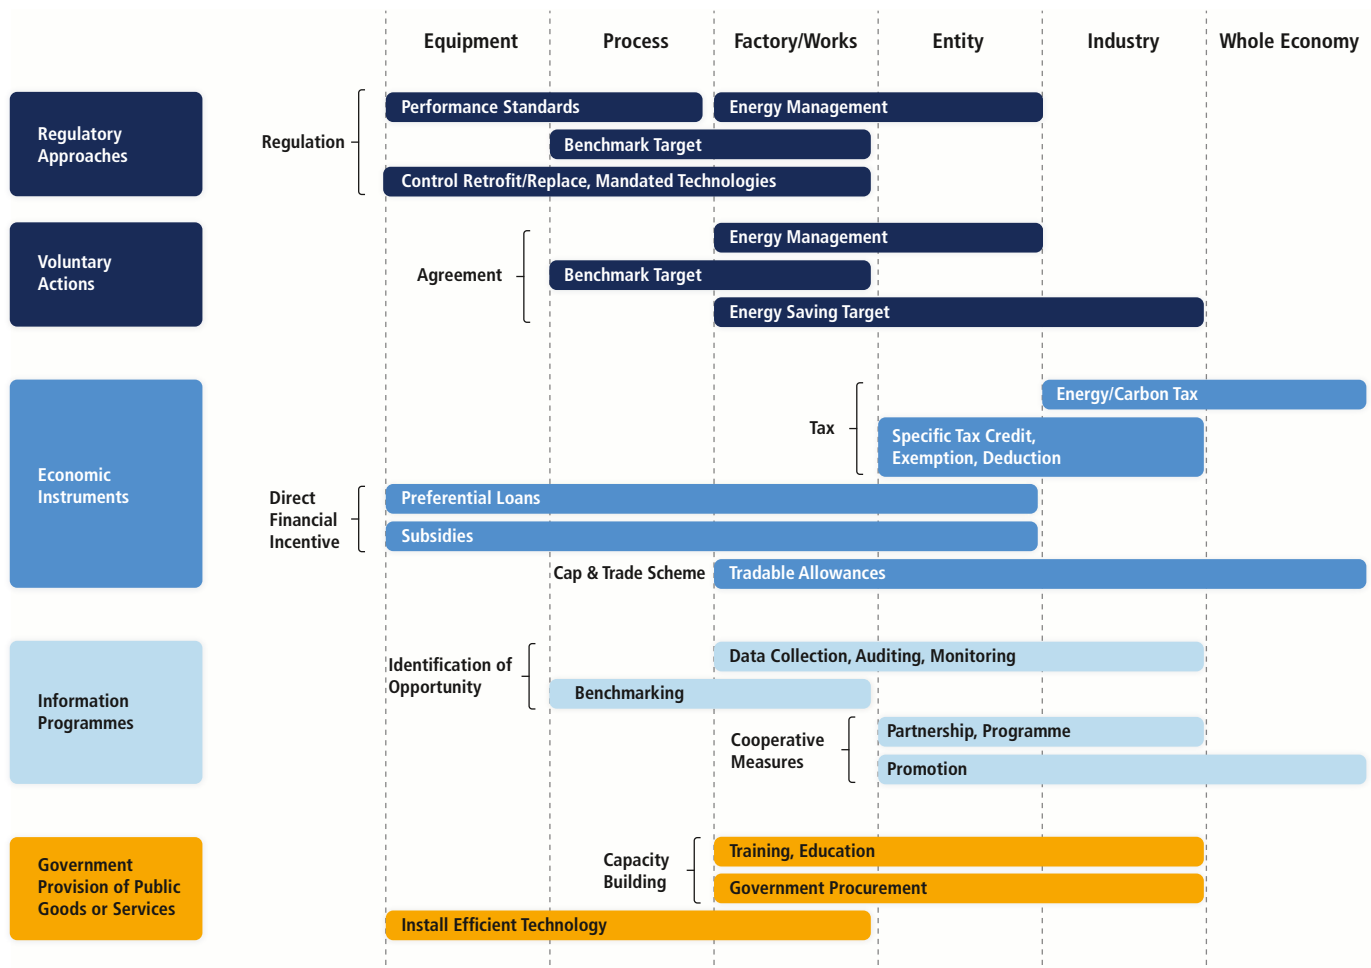 Equipment
Process
Factory/Works
Entity
Industry
Whole Economy
Regulatory
Approaches
Regulation
Performance Standards
Energy Management
Benchmark Target
Control Retrofit/Replace, Mandated Technologies
Voluntary
Actions
Agreement
Energy Management
Benchmark Target
Energy Saving Target
Economic
Instruments
Tax
Energy/Carbon Tax
Specific Tax Credit,
Exemption, Deduction
Direct
Financial
Incentive
Preferential Loans
Subsidies
Cap & Trade Scheme
Tradable Allowances
Information
Programmes
Identification of
Opportunity
Data Collection, Auditing, Monitoring
Benchmarking
Cooperative
Measures
Partnership, Programme
Promotion
Government
Provision of Public
Goods or Services
Capacity
Building
Training, Education
Government Procurement
Install Efficient Technology